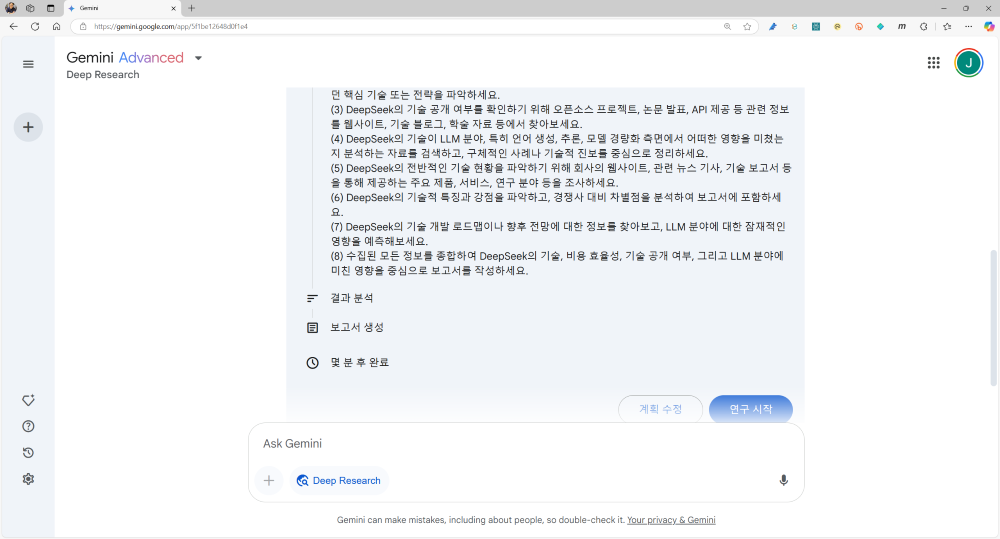 Gemini
https://gemini.google.com/app/5f1be12648d0f1e4
Gemini Advanced
Deep Research
J
던 핵심 기술 또는 전략을 파악하세요.
(3) DeepSeek의 기술 공개 여부를 확인하기 위해 오픈소스 프로젝트, 논문 발표, API 제공 등 관련 정보
를 웹사이트, 기술 블로그, 학술 자료 등에서 찾아보세요.
(4) DeepSeek의 기술이 LLM 분야, 특히 언어 생성, 추론, 모델 경량화 측면에서 어떠한 영향을 미쳤는
지 분석하는 자료를 검색하고, 구체적인 사례나 기술적 진보를 중심으로 정리하세요.
(5) DeepSeek의 전반적인 기술 현황을 파악하기 위해 회사의 웹사이트, 관련 뉴스 기사, 기술 보고서 등
을 통해 제공하는 주요 제품, 서비스, 연구 분야 등을 조사하세요.
(6) DeepSeek의 기술적 특징과 강점을 파악하고, 경쟁사 대비 차별점을 분석하여 보고서에 포함하세
요.
(7) DeepSeek의 기술 개발 로드맵이나 향후 전망에 대한 정보를 찾아보고, LLM 분야에 대한 잠재적인
영향을 예측해보세요.
(8) 수집된 모든 정보를 종합하여 DeepSeek의 기술, 비용 효율성, 기술 공개 여부, 그리고 LLM 분야에
미친 영향을 중심으로 보고서를 작성하세요.
결과 분석
보고서 생성
몇 분 후 완료
계획 수정
연구 시작
Ask Gemini
Deep Research
Gemini can make mistakes, including about people, so double-check it. Your privacy & Gemini